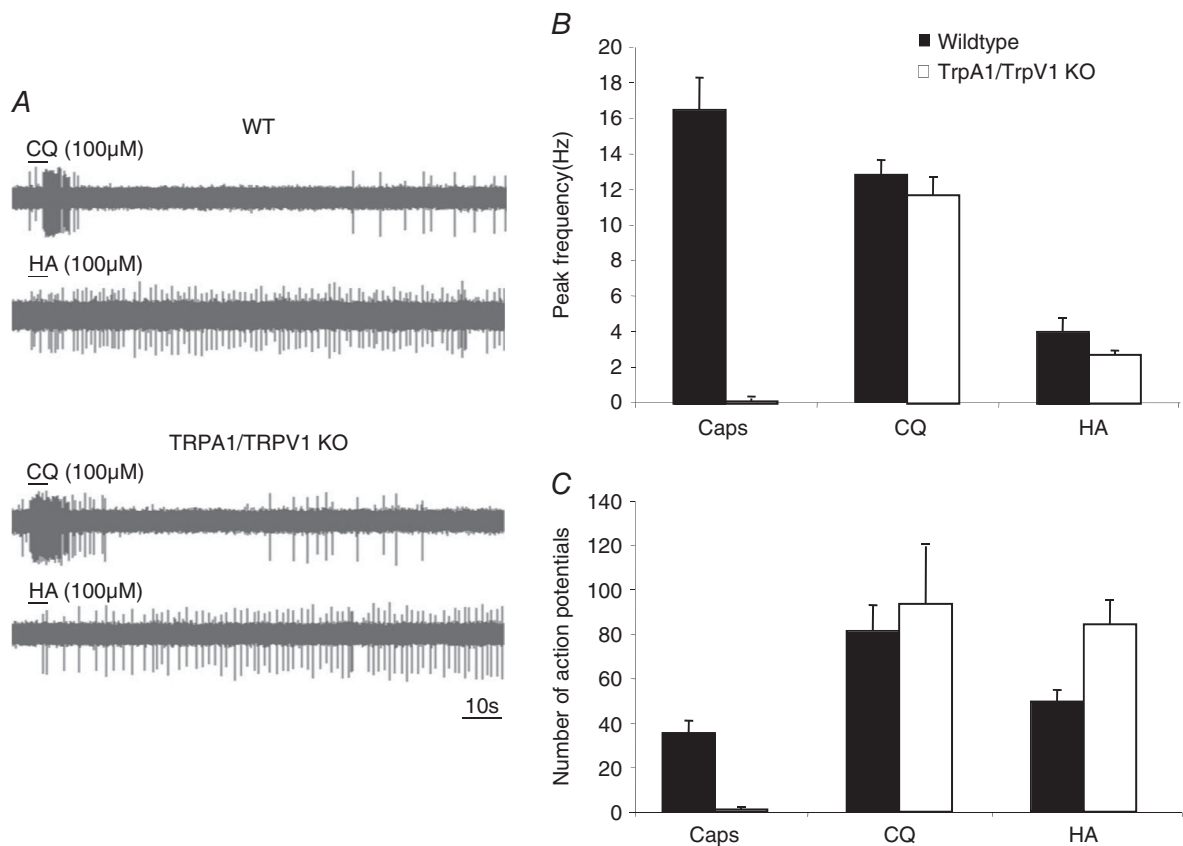 A
WT
CQ (100µM)
HA (100µM)
TRPA1/TRPV1 KO
CQ (100µM)
HA (100µM)
10s
B
Wildtype
TrpA1/TrpV1 KO
Peak frequency(Hz)
20
18
16
14
12
10
8
6
4
2
0
Caps CQ HA
C
Number of action potentials
140
120
100
80
60
40
20
0
Caps CQ HA